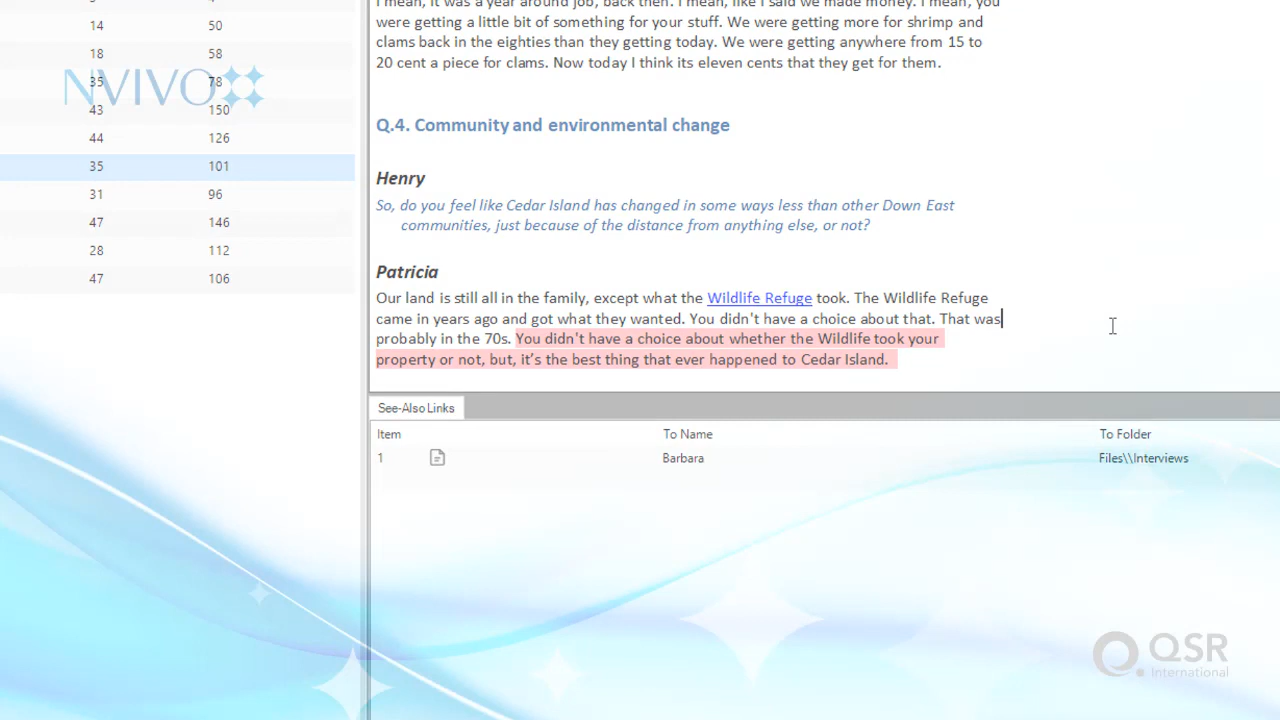 14 50
18 58
35 78
NVIVO
43 150
44 126
35 101
31 96
47 146
28 112
47 106
I mean, it was a year around job, back then. I mean, like I said we made money. I mean, you
were getting a little bit of something for your stuff. We were getting more for shrimp and
clams back in the eighties than they getting today. We were getting anywhere from 15 to
20 cent a piece for clams. Now today I think its eleven cents that they get for them.
Q.4. Community and environmental change
Henry
So, do you feel like Cedar Island has changed in some ways less than other Down East
communities, just because of the distance from anything else, or not?
Patricia
Our land is still all in the family, except what the Wildlife Refuge took. The Wildlife Refuge
came in years ago and got what they wanted. You didn't have a choice about that. That was
probably in the 70s. You didn't have a choice about whether the Wildlife took your
property or not, but, it’s the best thing that ever happened to Cedar Island.
See-Also Links
Item To Name To Folder
1 Barbara Files\\Interviews
QSR
International